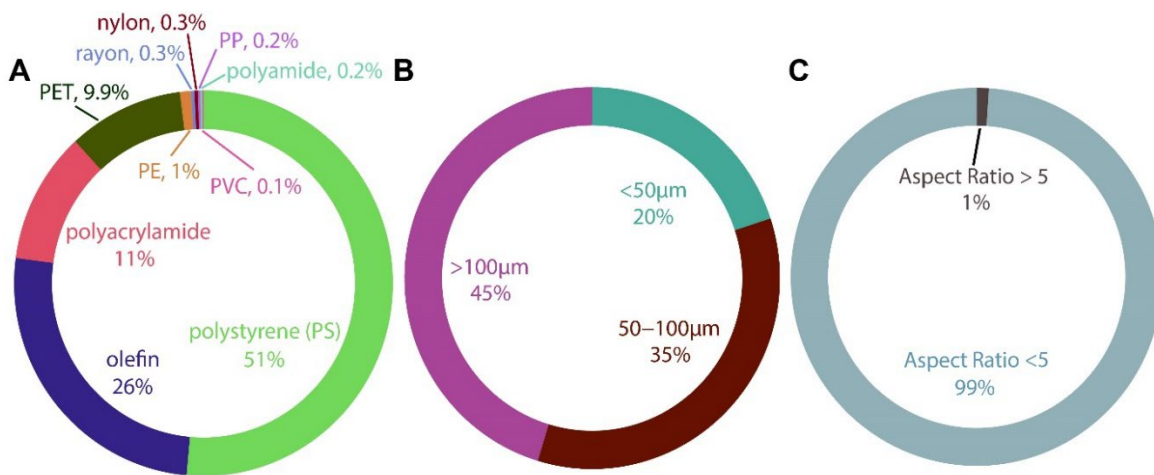 A
nylon, 0.3%
rayon, 0.3%
PP, 0.2%
polyamide, 0.2%
PET, 9.9%
PE, 1%
PVC, 0.1%
polyacrylamide
11%
olefin
26%
polystyrene (PS)
51%
B
<50μm
20%
>100μm
45%
50–100μm
35%
C
Aspect Ratio > 5
1%
Aspect Ratio <5
99%